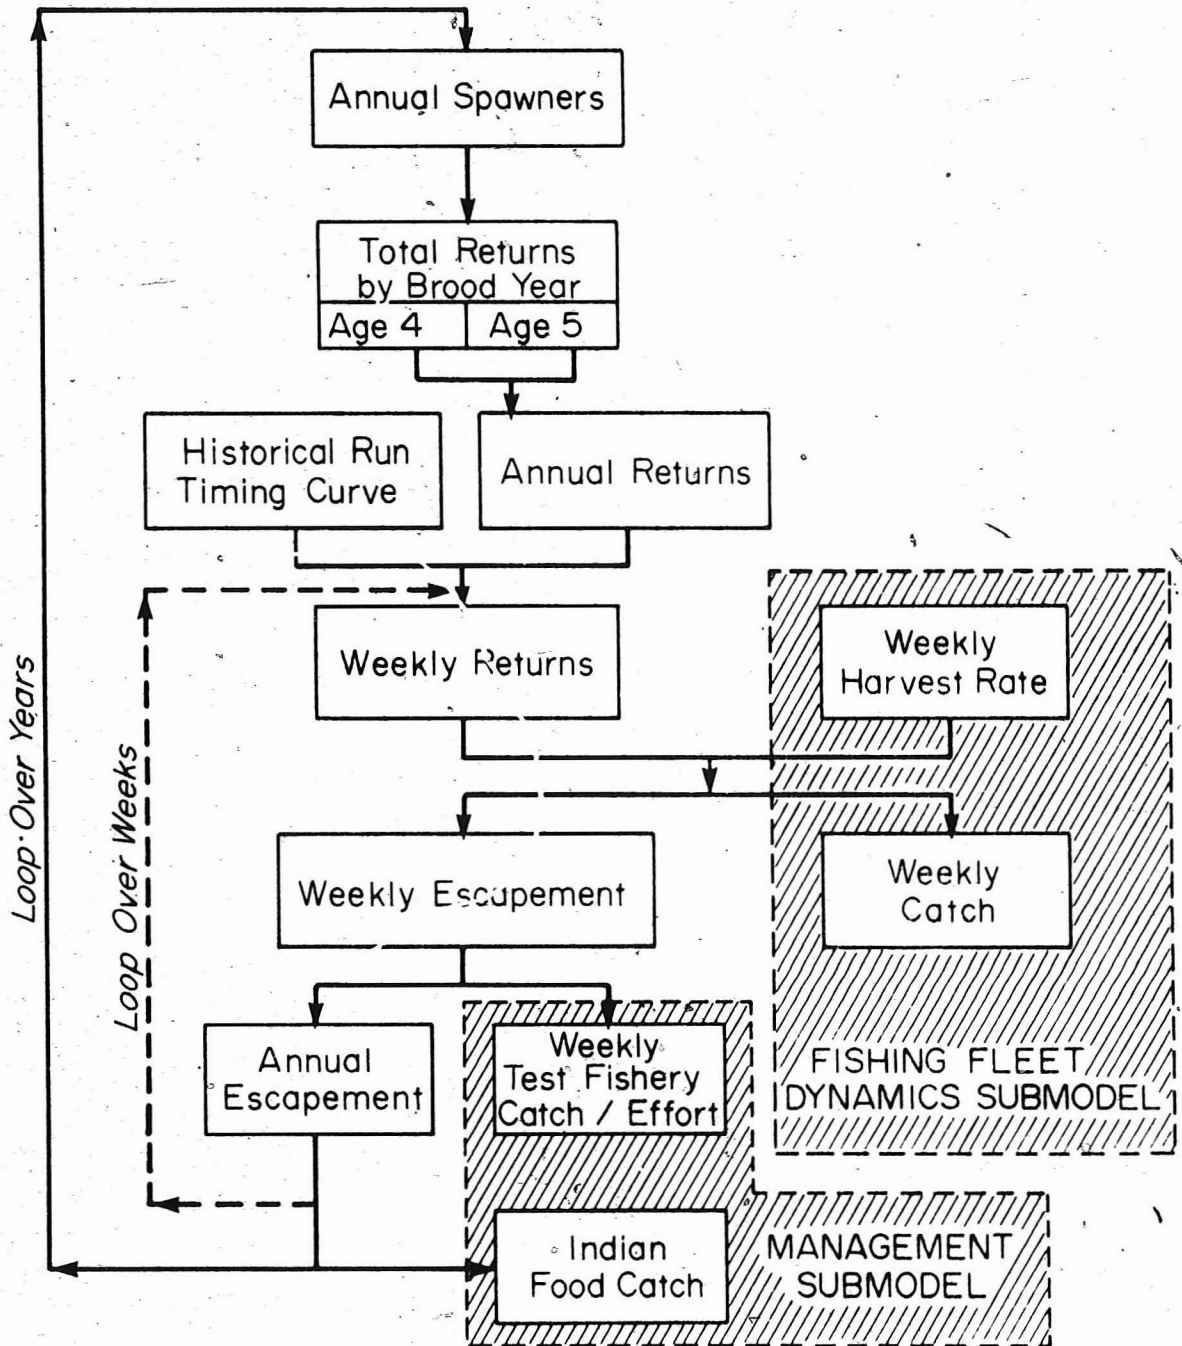 Annual Spawners
Total Returns
by Brood Year
Age 4
Age 5
Historical Run
Timing Curve
Annual Returns
Weekly Returns
Weekly
Harvest Rate
Loop Over Years
Loop Over Weeks
Weekly Escapement
Weekly
Catch
Annual
Escapement
Weekly
Test Fishery
Catch / Effort
FISHING FLEET
DYNAMICS SUBMODEL
Indian
Food Catch
MANAGEMENT
SUBMODEL